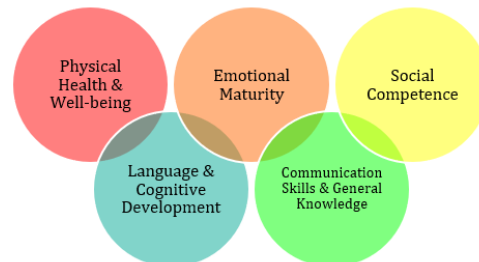 Physical
Health &
Well-being
Emotional
Maturity
Social
Competence
Language &
Cognitive
Development
Communication
Skills & General
Knowledge